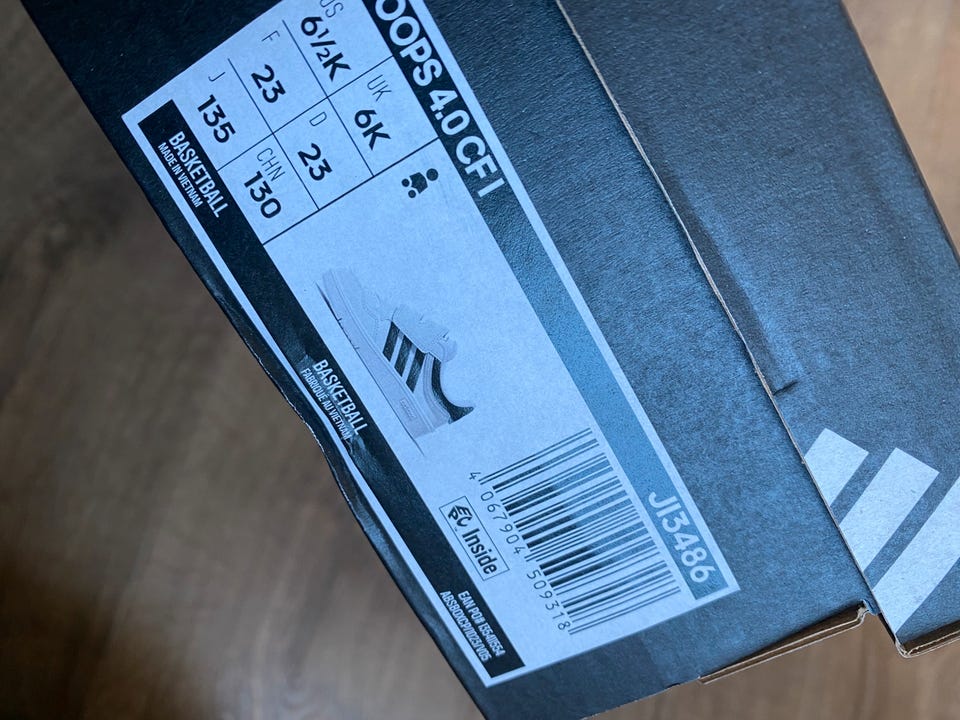 OOPS 4.0 CF I
US
6½K
UK
6K
F
23
D
23
J
135
CHN
130
BASKETBALL
MADE IN VIETNAM
BASKETBALL
FABRIQUÉ AU VIETNAM
4 067904 509318
EC Inside
JI3486